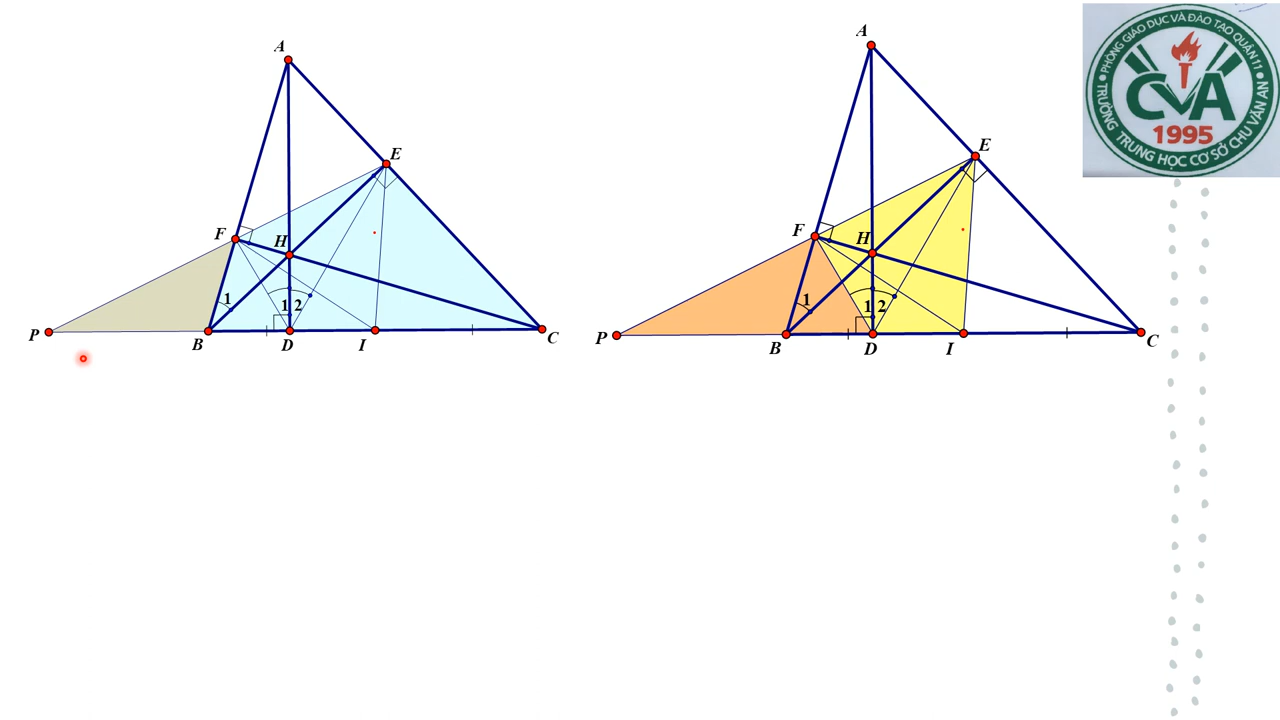 A
E
F
H
1
1 2
P
B
D
I
C
A
E
F
H
1
1 2
P
B
D
I
C
PHÒNG GIÁO DỤC VÀ ĐÀO TẠO QUẬN 11
CVA
1995
TRƯỜNG TRUNG HỌC CƠ SỞ CHU VĂN AN